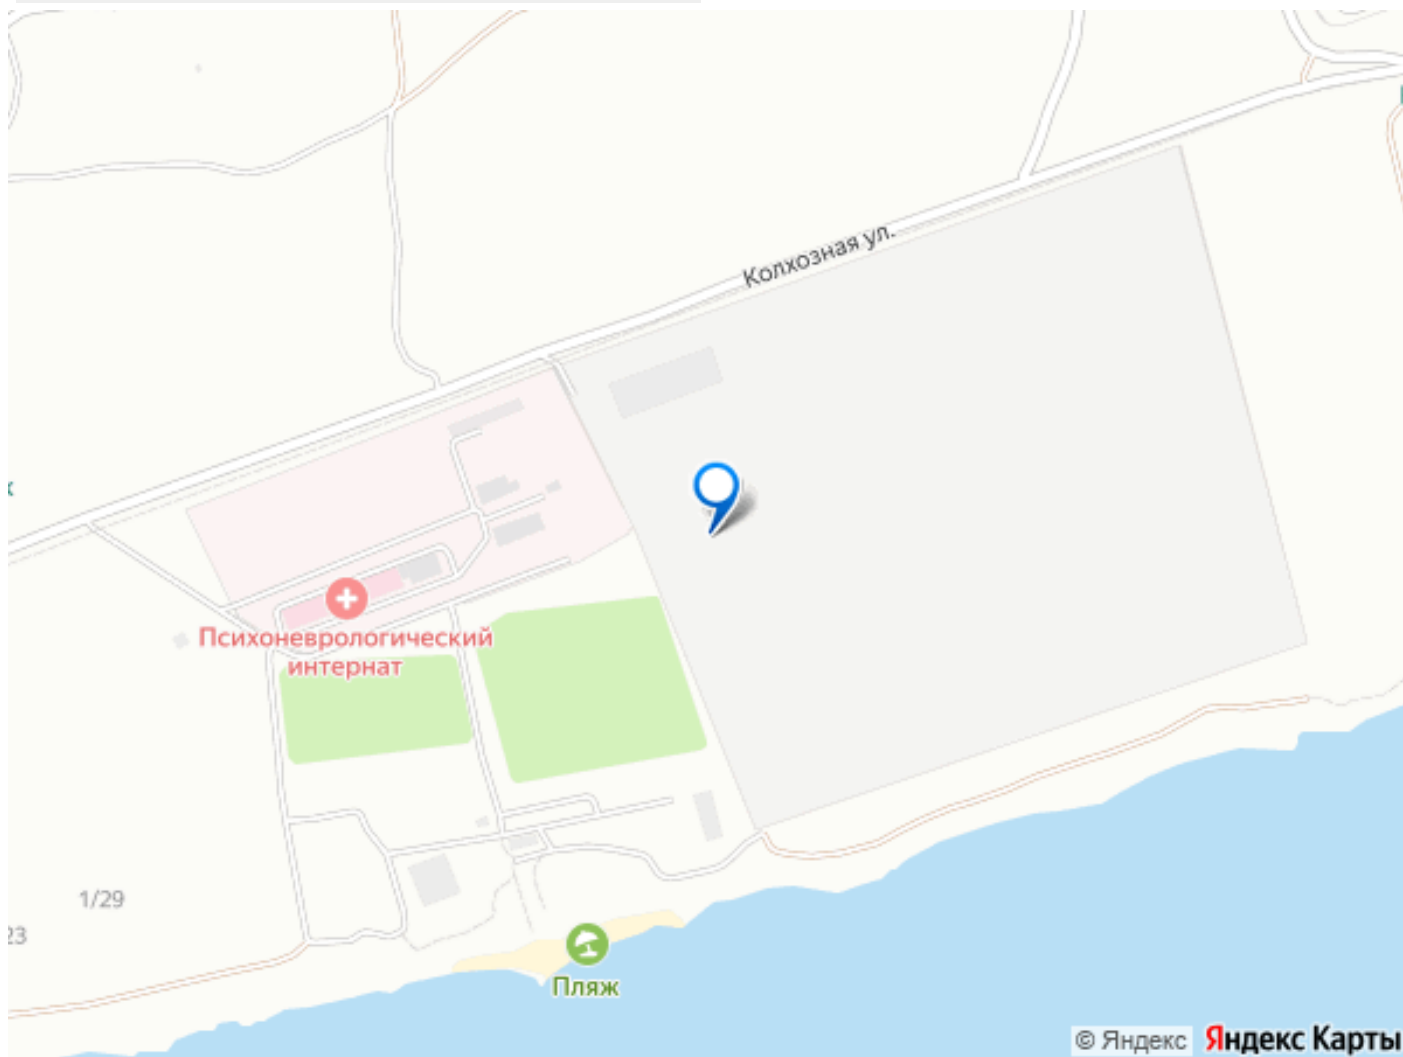 Колхозная ул.
Психоневрологический
интернат
1/29
23
Пляж
© Яндекс Яндекс Карты